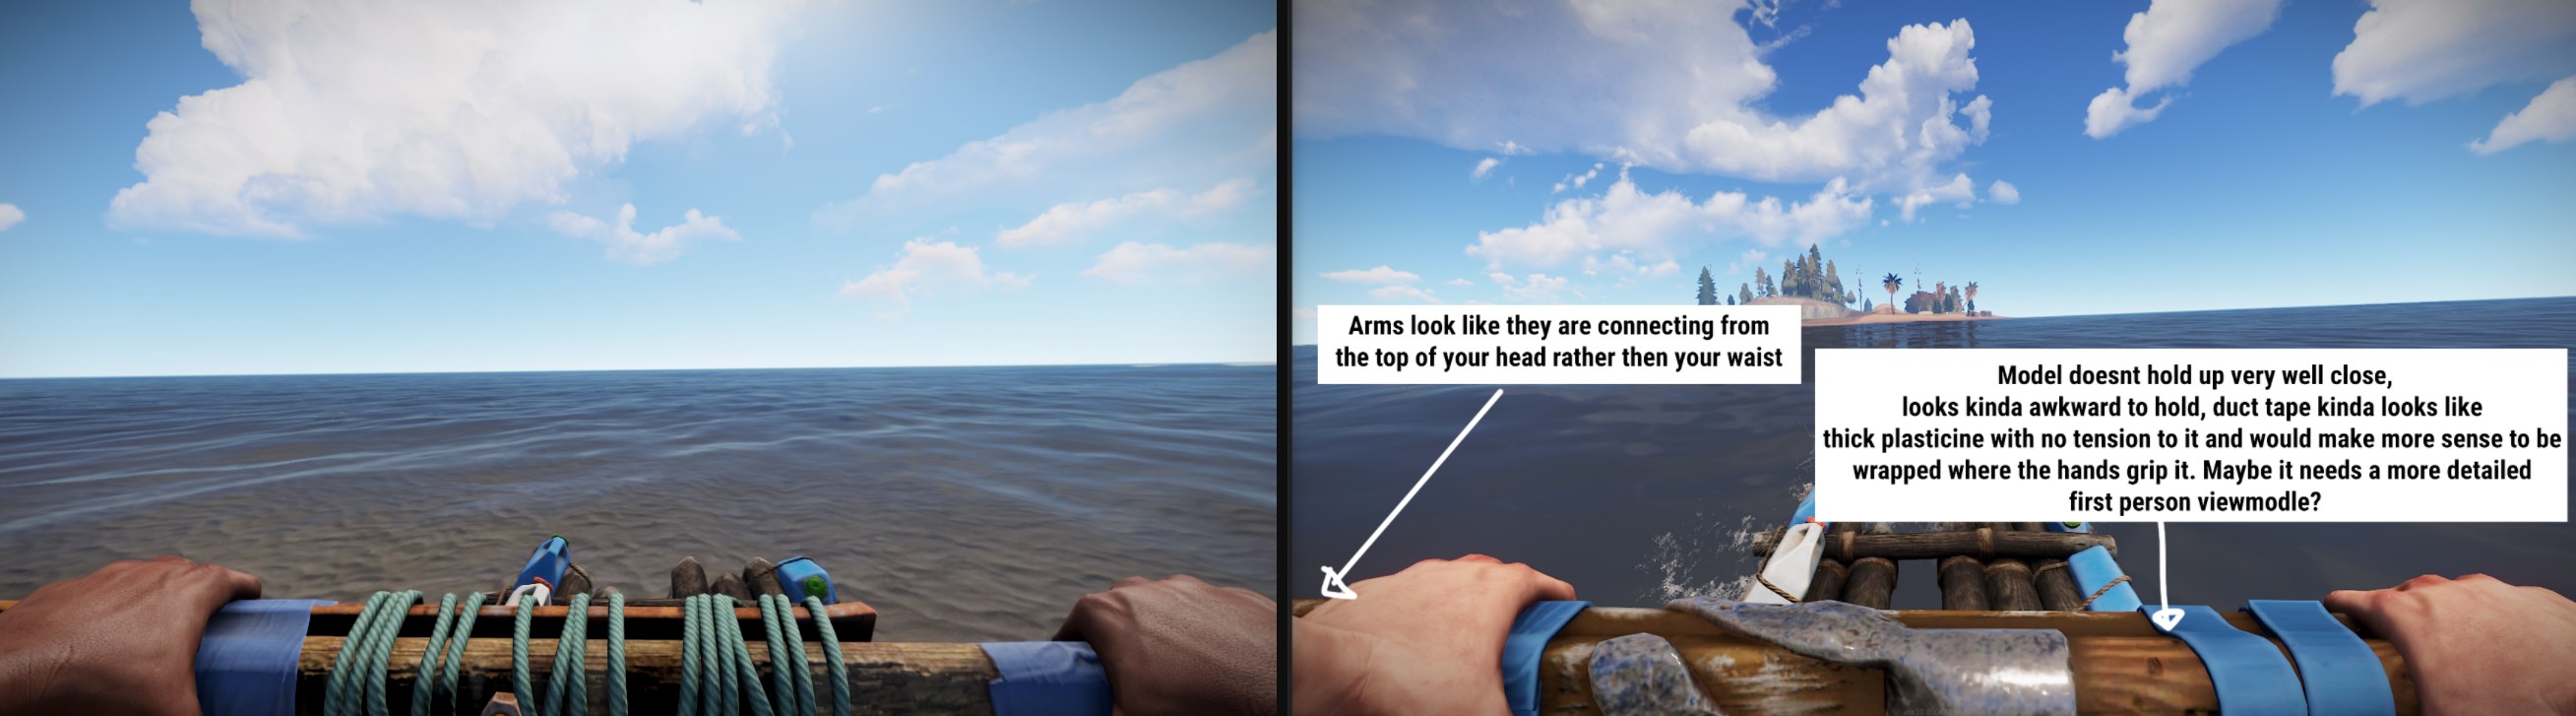 Arms look like they are connecting from
the top of your head rather then your waist
Model doesnt hold up very well close,
looks kinda awkward to hold, duct tape kinda looks like
thick plasticine with no tension to it and would make more sense to be
wrapped where the hands grip it. Maybe it needs a more detailed
first person viewmodle?